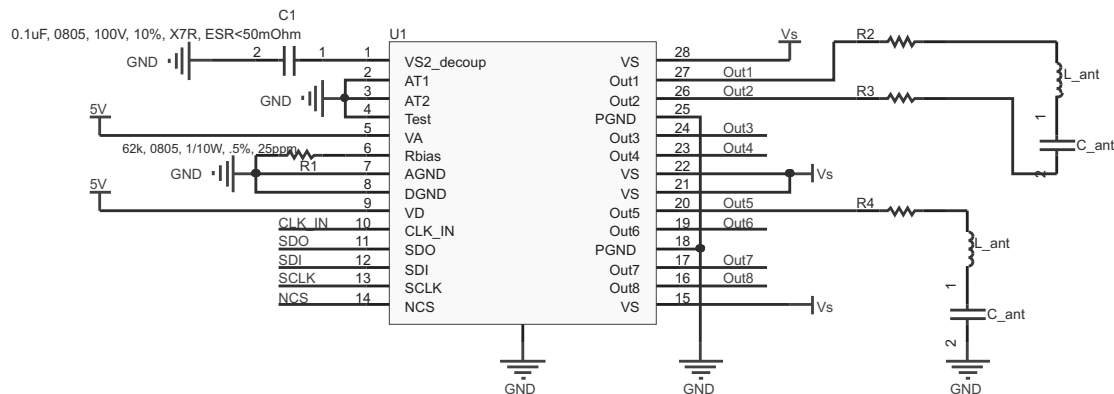 C1
0.1uF, 0805, 100V, 10%, X7R, ESR<50mOhm
GND
2
1
U1
1 VS2_decoup
2 AT1
3 AT2
4 Test
GND
5V
5 VA
62k, 0805, 1/10W, .5%, 25ppm
R1
6 Rbias
7 AGND
GND
8 DGND
5V
9 VD
CLK_IN 10 CLK_IN
SDO 11 SDO
SDI 12 SDI
SCLK 13 SCLK
NCS 14 NCS
GND
VS 28
Vs
Out1 27 Out1
R2
Out2 26 Out2
R3
PGND 25
Out3 24 Out3
Out4 23 Out4
VS 22
Vs
VS 21
Out5 20 Out5
R4
Out6 19 Out6
PGND 18
Out7 17 Out7
Out8 16 Out8
VS 15
Vs
GND
L_ant
1
C_ant
2
L_ant
1
C_ant
2
GND